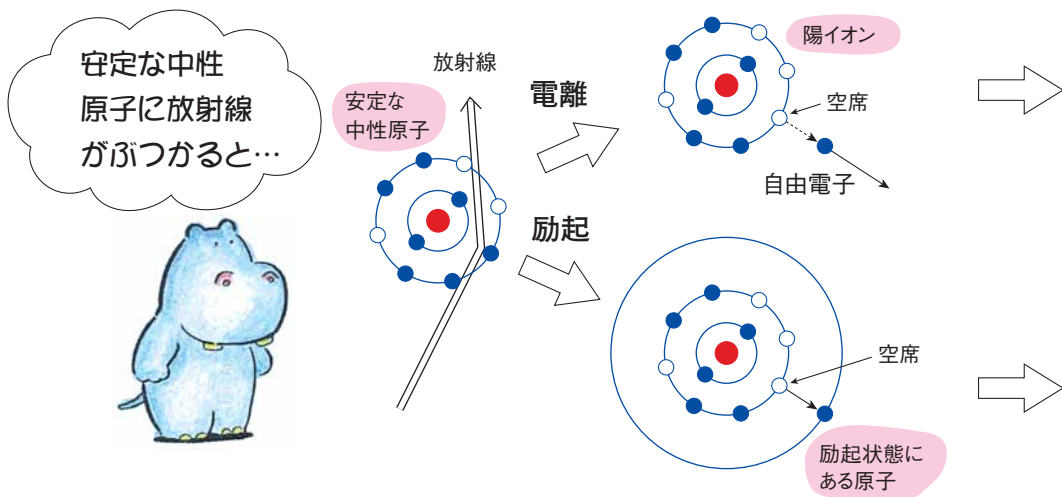 安定な中性
原子に放射線
がぶつかると…
放射線
安定な
中性原子
電離
励起
陽イオン
空席
自由電子
空席
励起状態に
ある原子